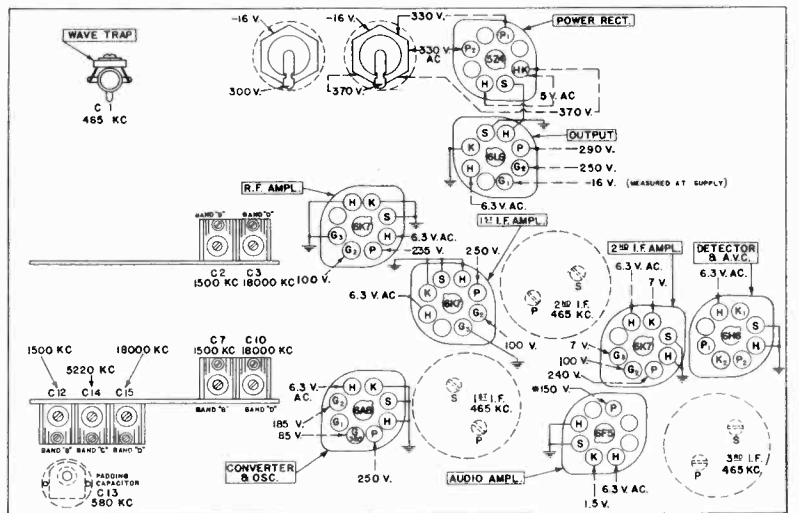 WAVE TRAP
C 1
465 KC
-16 V.
300 V.
-16 V.
370 V.
330 V.
330 V
AC
POWER RECT.
P1
P2
5Z4
HK
H
S
5 V. AC
370 V.
OUTPUT
S
H
K
6L6
P
290 V.
G2
250 V.
H
G1
-16 V. (MEASURED AT SUPPLY)
6.3 V. AC.
R.F. AMPL.
H
K
S
6K7
G3
H
6.3 V. AC.
G2
P
235 V.
100 V.
BAND "B"
BAND "D"
C2
C3
1500 KC
18000 KC
1ST I.F. AMPL.
250 V.
S
H
K
P
6K7
G2
H
G3
6.3 V. AC
100 V.
2ND I.F.
465 KC.
S
P
2ND I.F. AMPL.
6.3 V. AC.
7 V.
H
K
S
6K7
H
G3
G2
P
7 V.
100 V.
240 V.
DETECTOR
& A.V.C.
6.3 V. AC.
H
K1
S
6H6
P1
H
K2
P2
C7
C10
1500 KC
18000 KC
BAND "B"
BAND "D"
1500 KC
5220 KC
18000 KC
C12
C14
C15
BAND "B"
BAND "C"
BAND "D"
PADDING
CAPACITOR
C13
580 KC
6.3 V.
AC.
H
K
G2
S
6A8
185 V.
G1
H
85 V.
P
250 V.
CONVERTER
& OSC.
1ST I.F.
465 KC.
S
P
*150 V.
P
H
6F5
S
K
H
6.3 V. AC.
1.5 V.
AUDIO AMPL.
3RD I.F.
465 KC.
S
P